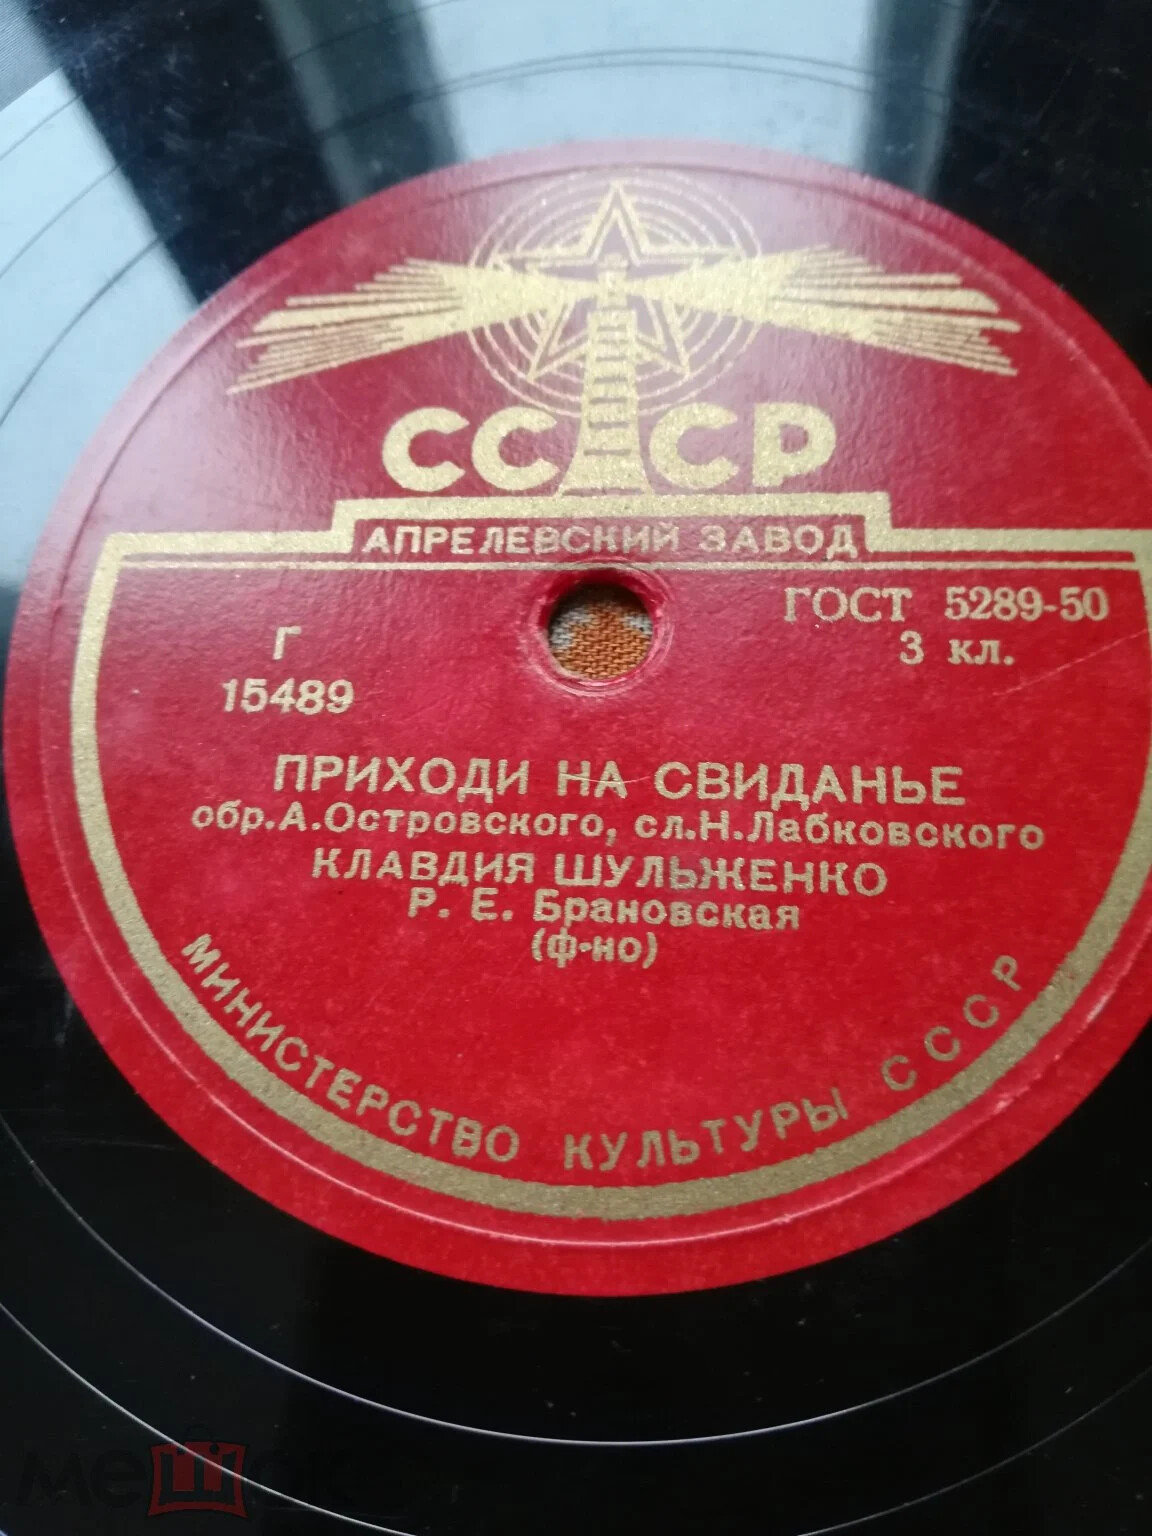 СССР
АПРЕЛЕВСКИЙ ЗАВОД
ГОСТ 5289-50
3 кл.
Г
15489
ПРИХОДИ НА СВИДАНЬЕ
обр.А.Островского, сл.Н.Лабковского
КЛАВДИЯ ШУЛЬЖЕНКО
Р. Е. Брановская
(ф-но)
МИНИСТЕРСТВО КУЛЬТУРЫ СССР